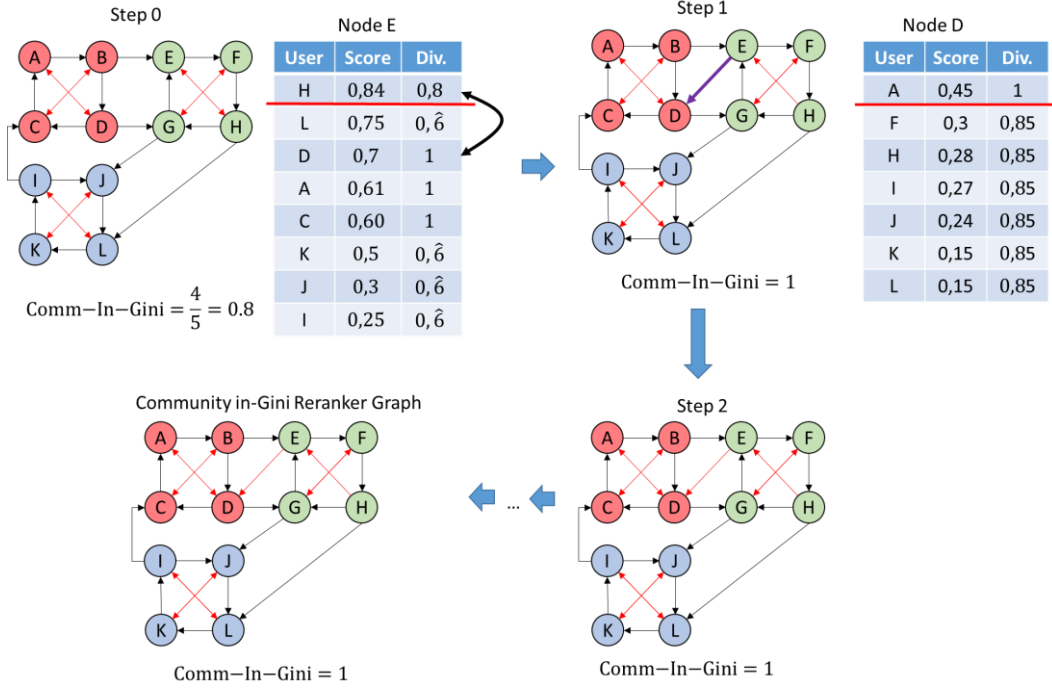 Step 0
A B E F
C D G H
I J
K L
Comm−In−Gini = 4/5 = 0.8
Node E
User Score Div.
H 0,84 0,8
L 0,75 0,6̂
D 0,7 1
A 0,61 1
C 0,60 1
K 0,5 0,6̂
J 0,3 0,6̂
I 0,25 0,6̂
Step 1
A B E F
C D G H
I J
K L
Comm−In−Gini = 1
Node D
User Score Div.
A 0,45 1
F 0,3 0,85
H 0,28 0,85
I 0,27 0,85
J 0,24 0,85
K 0,15 0,85
L 0,15 0,85
Community in-Gini Reranker Graph
A B E F
C D G H
I J
K L
Comm−In−Gini = 1
...
Step 2
A B E F
C D G H
I J
K L
Comm−In−Gini = 1